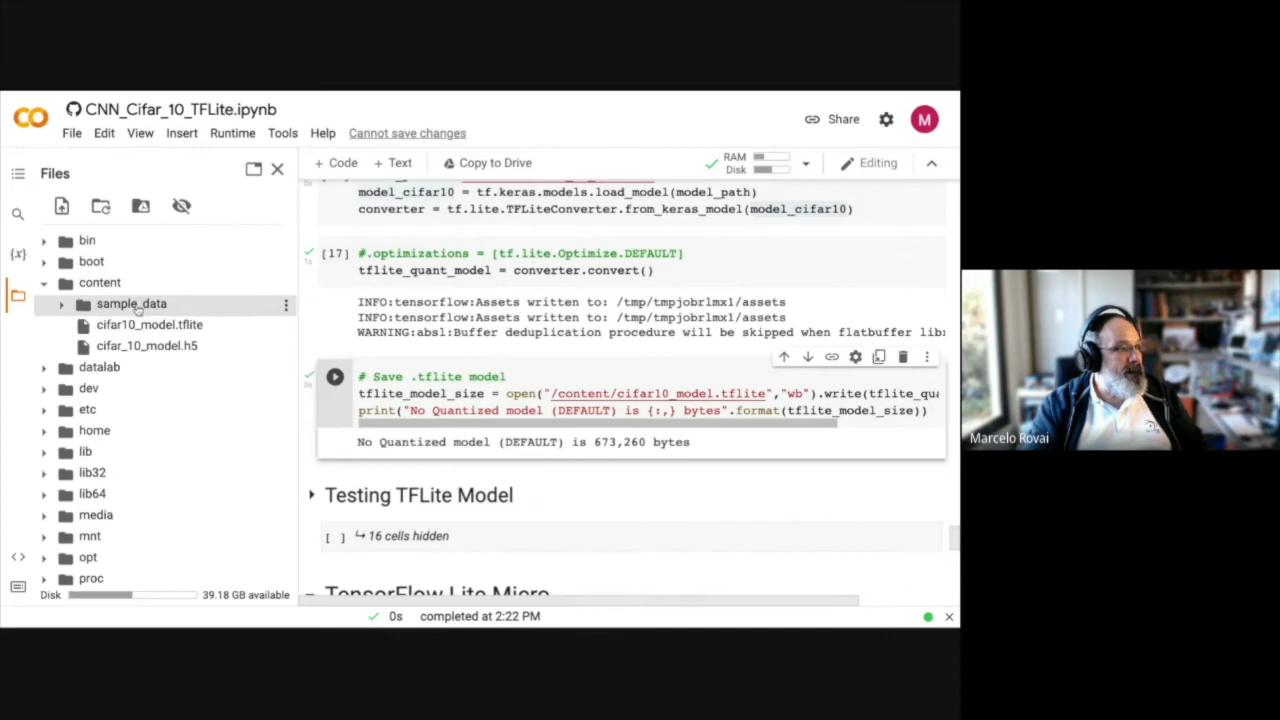 CNN_Cifar_10_TFLite.ipynb
Share
M
File Edit View Insert Runtime Tools Help Cannot save changes
Files
+ Code + Text Copy to Drive
RAM
Disk
Editing
bin
boot
content
sample_data
cifar10_model.tflite
cifar_10_model.h5
datalab
dev
etc
home
lib
lib32
lib64
media
mnt
opt
proc
Disk 39.18 GB available
{x}
<>
model_cifar10 = tf.keras.models.load_model(model_path)
converter = tf.lite.TFLiteConverter.from_keras_model(model_cifar10)
[17] #.optimizations = [tf.lite.Optimize.DEFAULT]
1s
tflite_quant_model = converter.convert()
INFO:tensorflow:Assets written to: /tmp/tmpjobrlmx1/assets
INFO:tensorflow:Assets written to: /tmp/tmpjobrlmx1/assets
WARNING:absl:Buffer deduplication procedure will be skipped when flatbuffer lib
# Save .tflite model
0s
tflite_model_size = open("/content/cifar10_model.tflite","wb").write(tflite_qua
print("No Quantized model (DEFAULT) is {:,} bytes".format(tflite_model_size))
No Quantized model (DEFAULT) is 673,260 bytes
Testing TFLite Model
[ ] ↳ 16 cells hidden
TensorFlow Lite Micro
0s completed at 2:22 PM
Marcelo Rovai